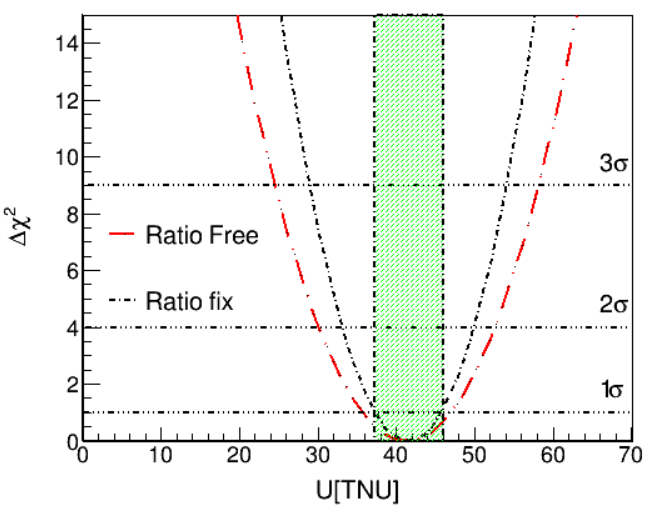 14
12
10
8
6
4
2
0
Δχ²
3σ
2σ
1σ
Ratio Free
Ratio fix
0 10 20 30 40 50 60 70
U[TNU]